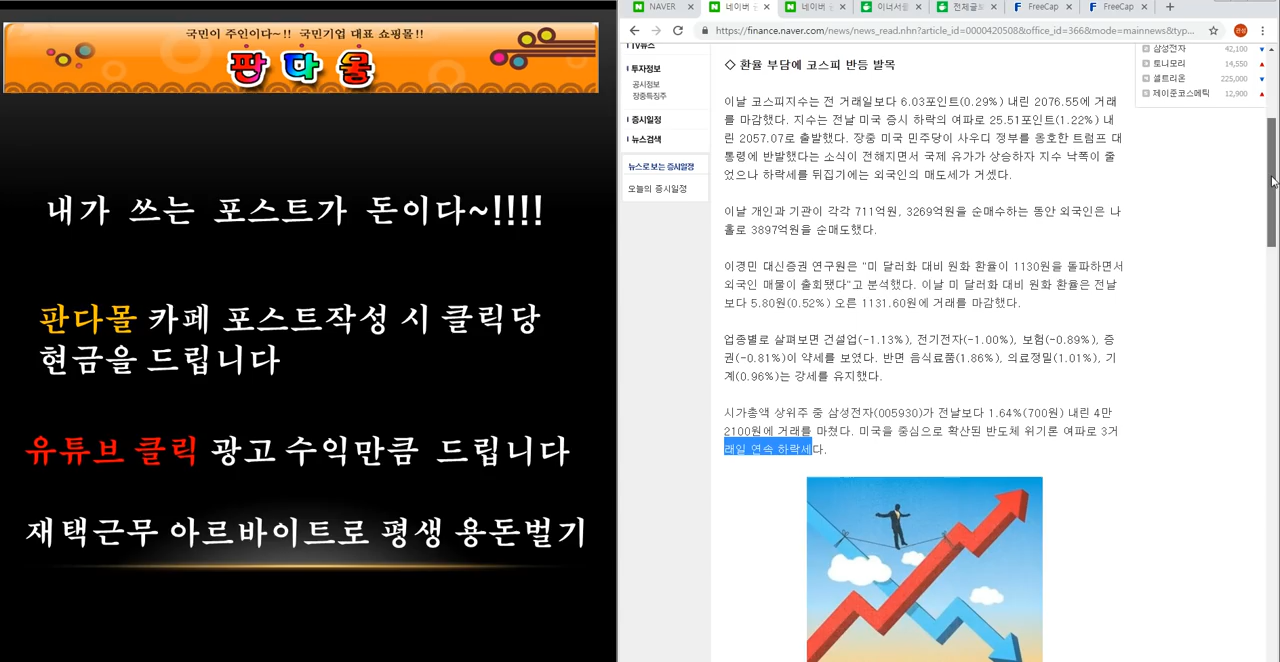 국민이 주인이다~!! 국민기업 대표 쇼핑몰!!
판다몰
내가 쓰는 포스트가 돈이다~!!!!
판다몰 카페 포스트작성 시 클릭당
현금을 드립니다
유튜브 클릭 광고 수익만큼 드립니다
재택근무 아르바이트로 평생 용돈벌기
NAVER
네이버 금
네이버 금
이너서클
전체글보
FreeCap
FreeCap
https://finance.naver.com/news/news_read.nhn?article_id=0000420508&office_id=366&mode=mainnews&typ...
TV뉴스
투자정보
공시정보
장중특징주
증시일정
뉴스검색
뉴스로 보는 증시일정
오늘의 증시일정
◇ 환율 부담에 코스피 반등 발목
이날 코스피지수는 전 거래일보다 6.03포인트(0.29%) 내린 2076.55에 거래
를 마감했다. 지수는 전날 미국 증시 하락의 여파로 25.51포인트(1.22%) 내
린 2057.07로 출발했다. 장중 미국 민주당이 사우디 정부를 옹호한 트럼프 대
통령에 반발했다는 소식이 전해지면서 국제 유가가 상승하자 지수 낙폭이 줄
었으나 하락세를 뒤집기에는 외국인의 매도세가 거셌다.
이날 개인과 기관이 각각 711억원, 3269억원을 순매수하는 동안 외국인은 나
홀로 3897억원을 순매도했다.
이경민 대신증권 연구원은 "미 달러화 대비 원화 환율이 1130원을 돌파하면서
외국인 매물이 출회됐다"고 분석했다. 이날 미 달러화 대비 원화 환율은 전날
보다 5.80원(0.52%) 오른 1131.60원에 거래를 마감했다.
업종별로 살펴보면 건설업(-1.13%), 전기전자(-1.00%), 보험(-0.89%), 증
권(-0.81%)이 약세를 보였다. 반면 음식료품(1.86%), 의료정밀(1.01%), 기
계(0.96%)는 강세를 유지했다.
시가총액 상위주 중 삼성전자(005930)가 전날보다 1.64%(700원) 내린 4만
2100원에 거래를 마쳤다. 미국을 중심으로 확산된 반도체 위기론 여파로 3거
래일 연속 하락세다.
삼성전자 42,100 ▼
토니모리 14,550 ▲
셀트리온 225,000 ▼
제이준코스메틱 12,900 ▲